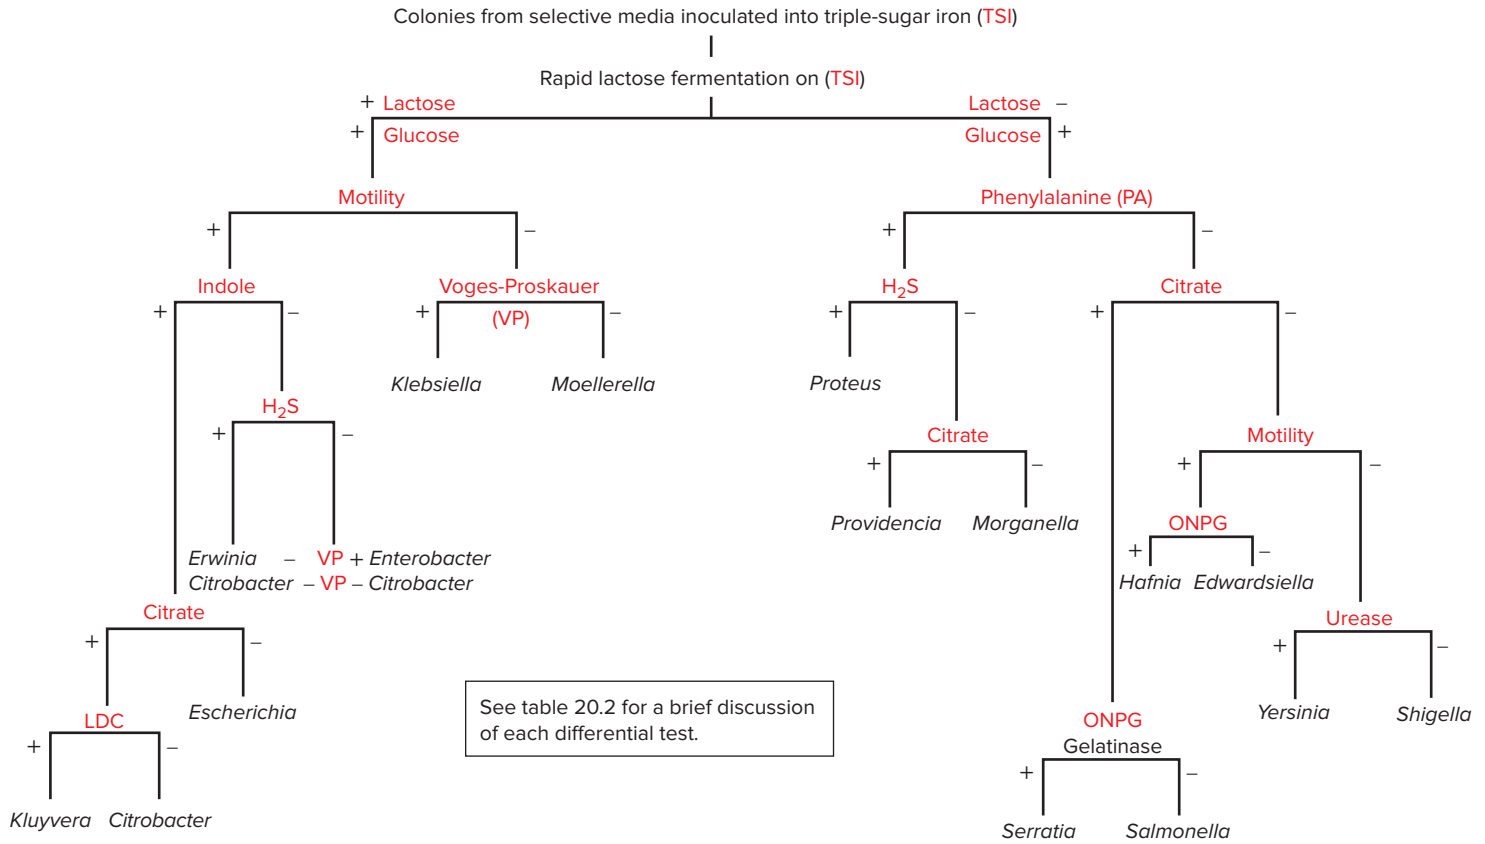 Colonies from selective media inoculated into triple-sugar iron (TSI)
Rapid lactose fermentation on (TSI)
+ Lactose
Lactose –
+ Glucose
Glucose +
Motility
Phenylalanine (PA)
+ –
+ –
Indole
Voges-Proskauer
(VP)
H₂S
Citrate
+ –
+ –
+ –
+ –
Klebsiella
Moellerella
Proteus
H₂S
+ –
Citrate
+ –
Motility
+ –
Providencia
Morganella
ONPG
+ –
Erwinia – VP + Enterobacter
Citrobacter – VP – Citrobacter
Hafnia
Edwardsiella
Citrate
+ –
Urease
+ –
Escherichia
Yersinia
Shigella
LDC
+ –
See table 20.2 for a brief discussion
of each differential test.
ONPG
Gelatinase
+ –
Kluyvera
Citrobacter
Serratia
Salmonella